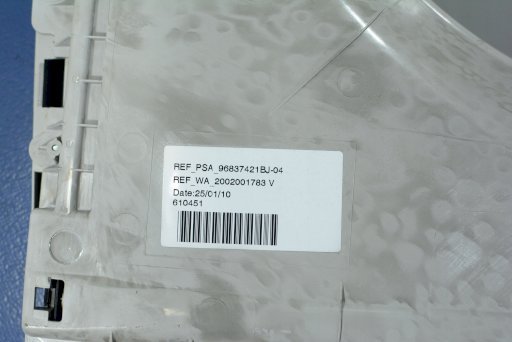 REF_PSA_96837421BJ-04
REF_WA_2002001783 V
Date:25/01/10
610451